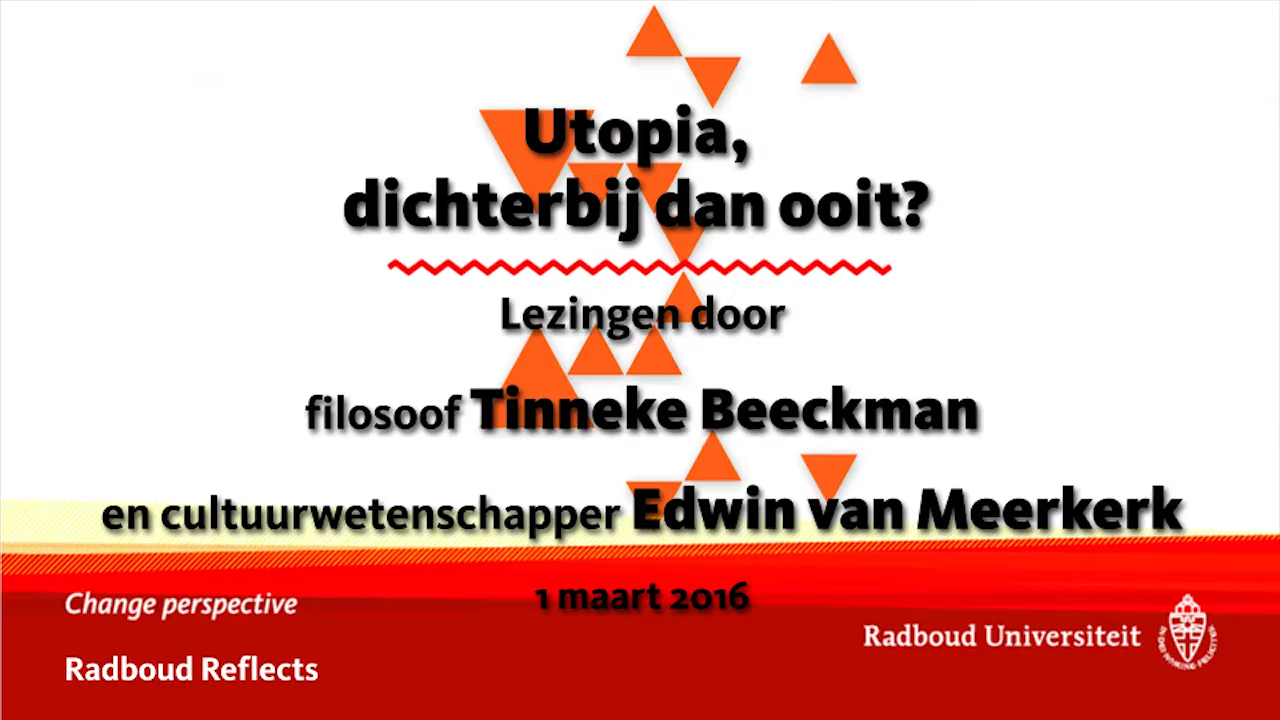 Utopia,
dichterbij dan ooit?
Lezingen door
filosoof Tinneke Beeckman
en cultuurwetenschapper Edwin van Meerkerk
1 maart 2016
Change perspective
Radboud Universiteit
Radboud Reflects